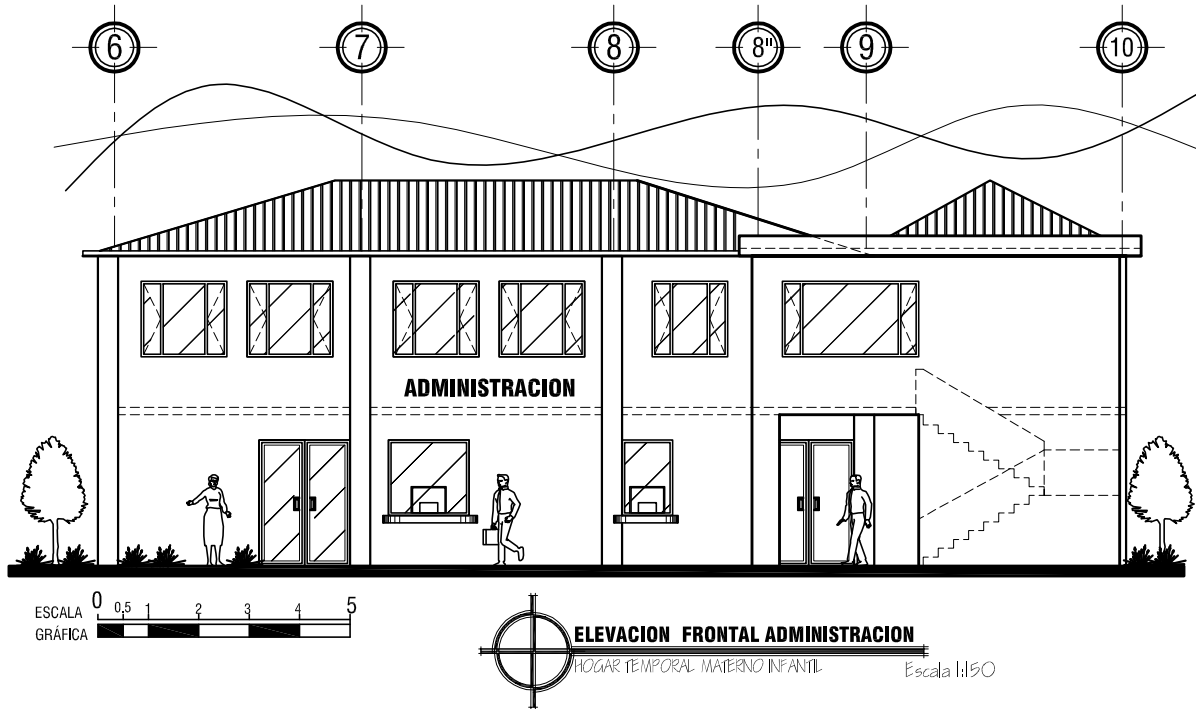 6 7 8 8" 9 10
ADMINISTRACION
ESCALA GRÁFICA
0 0.5 1 2 3 4 5
ELEVACION FRONTAL ADMINISTRACION
HOGAR TEMPORAL MATERNO INFANTIL
Escala 1:150